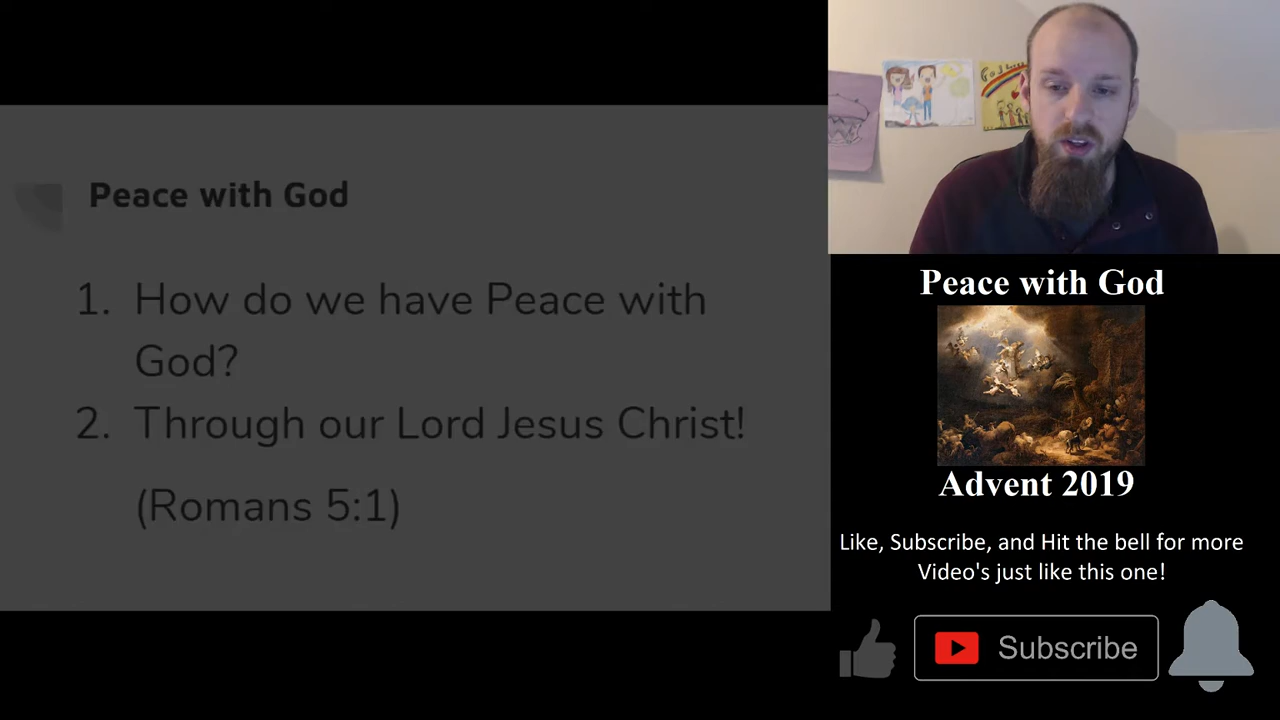 Peace with God
1. How do we have Peace with
God?
2. Through our Lord Jesus Christ!
(Romans 5:1)
God
Peace with God
Advent 2019
Like, Subscribe, and Hit the bell for more
Video's just like this one!
Subscribe